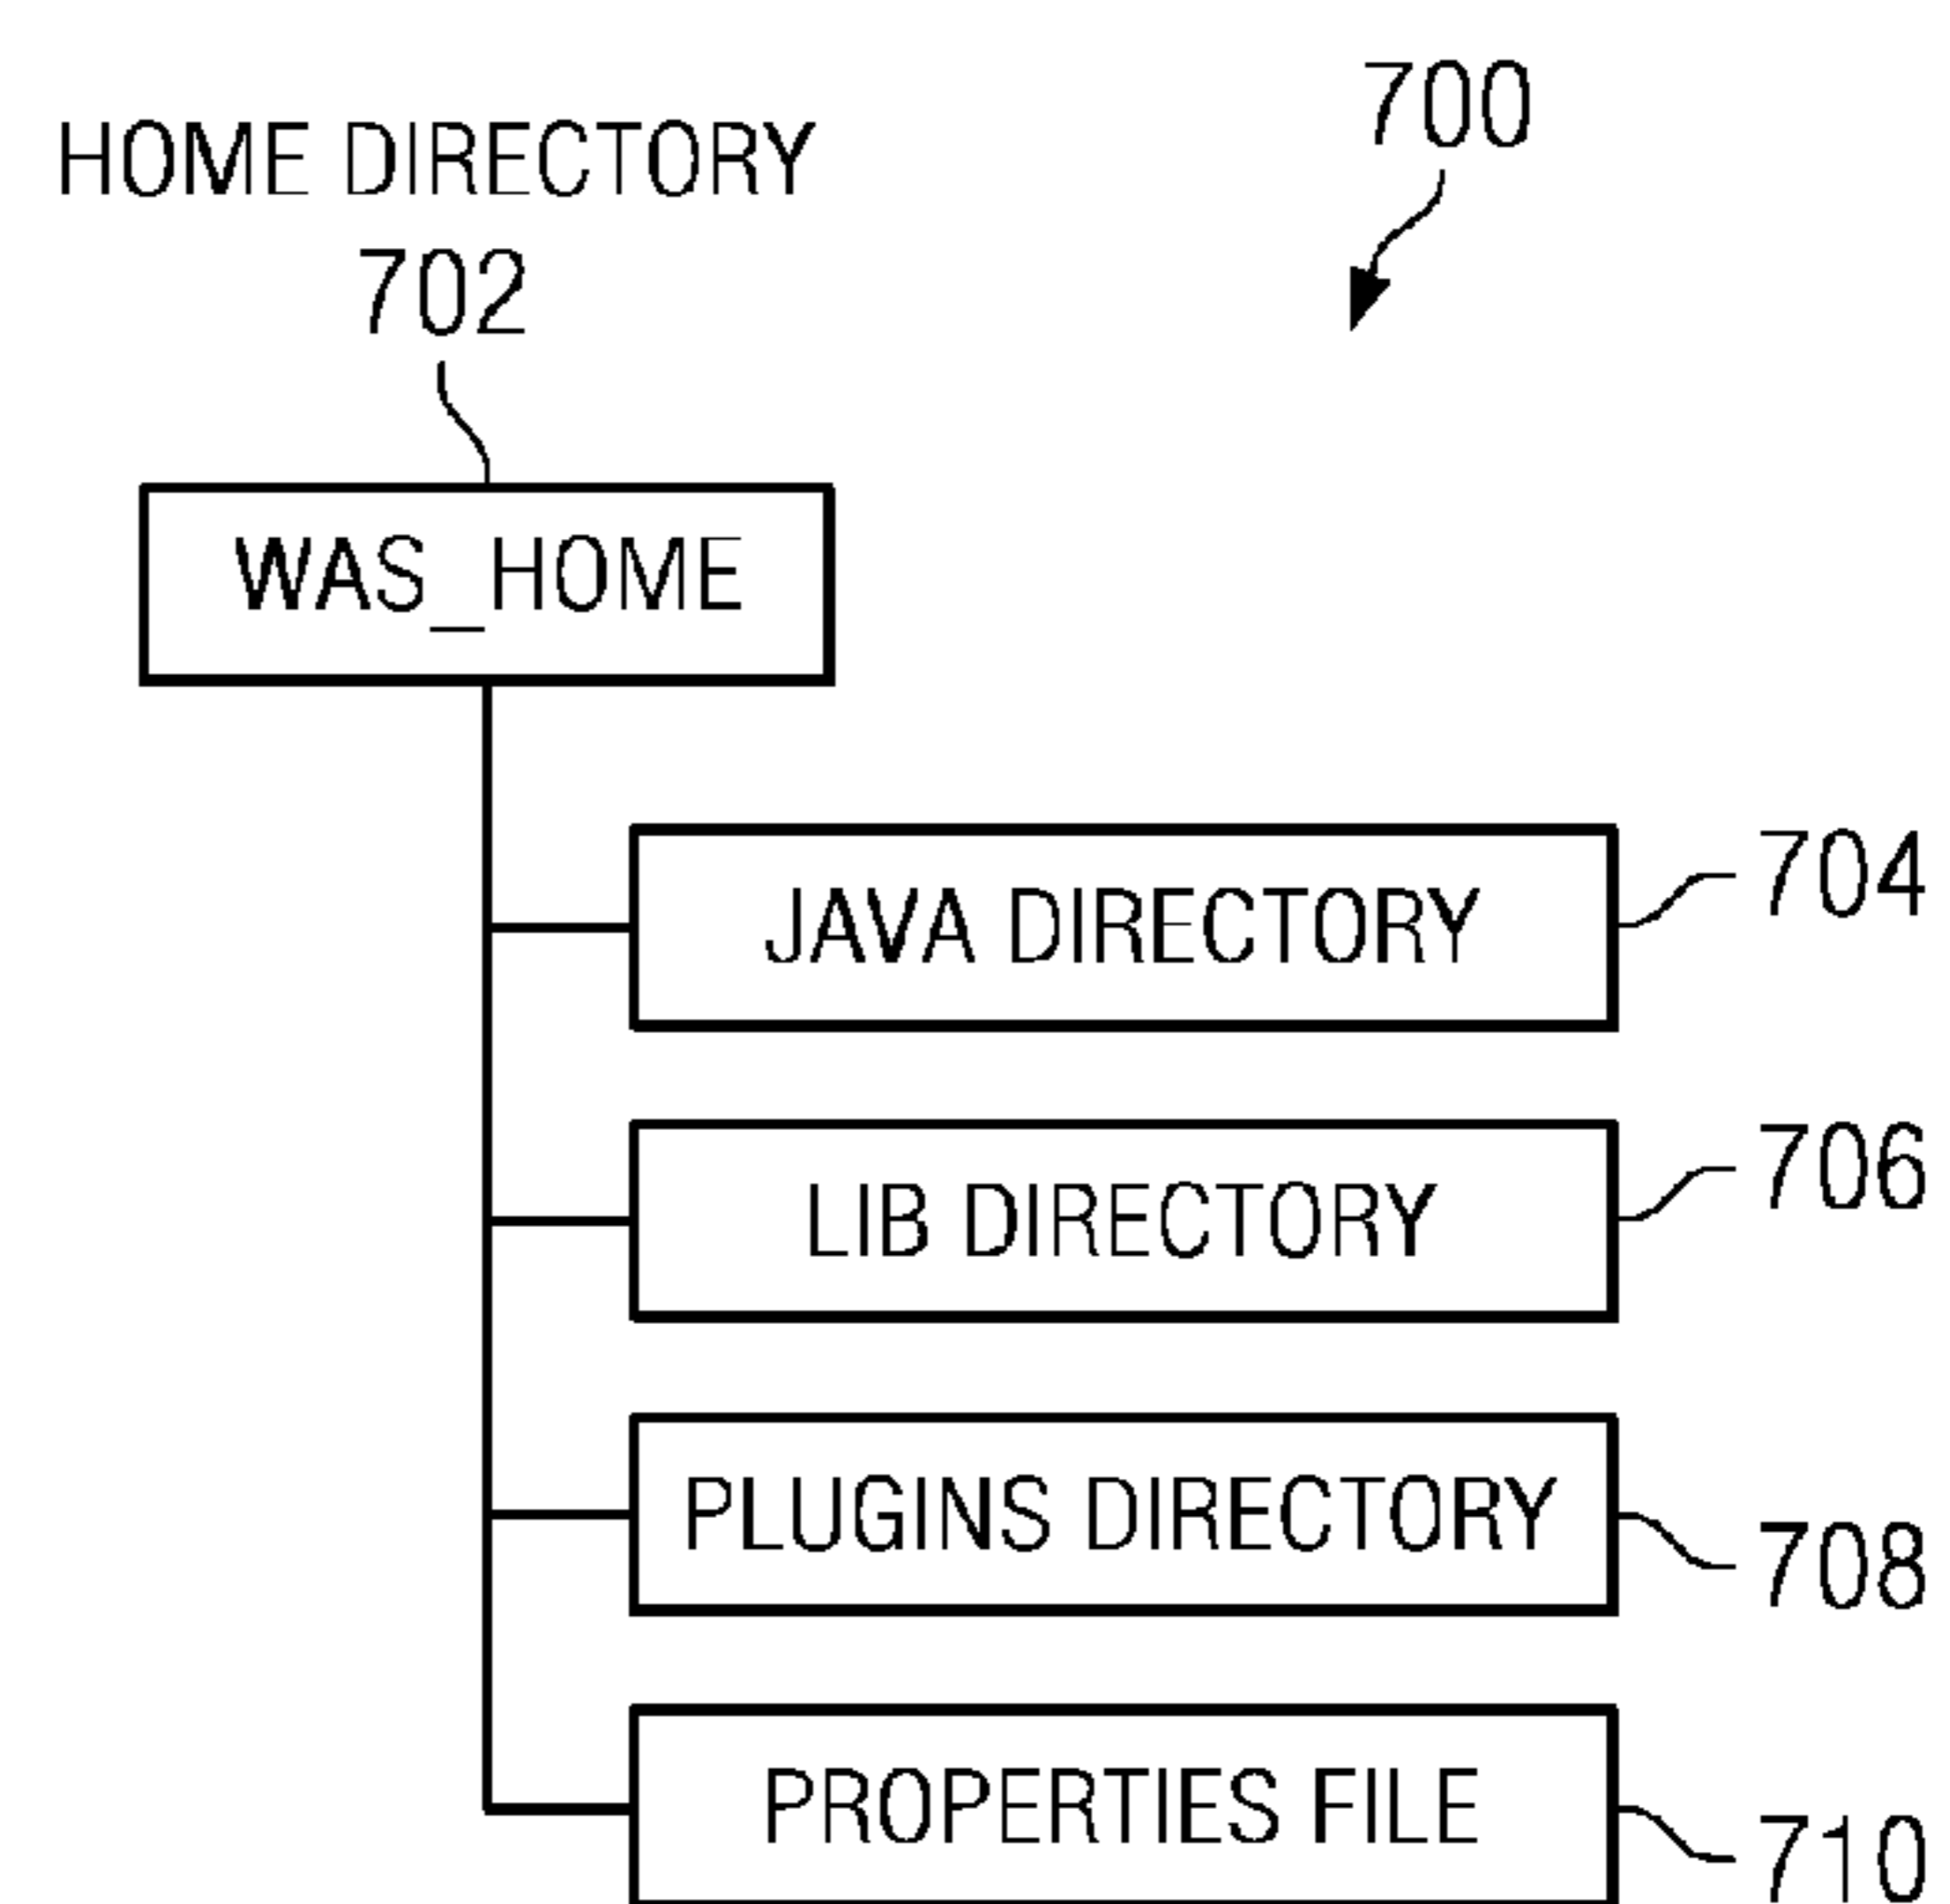 700
HOME DIRECTORY
702
WAS_HOME
JAVA DIRECTORY
704
LIB DIRECTORY
706
PLUGINS DIRECTORY
708
PROPERTIES FILE
710